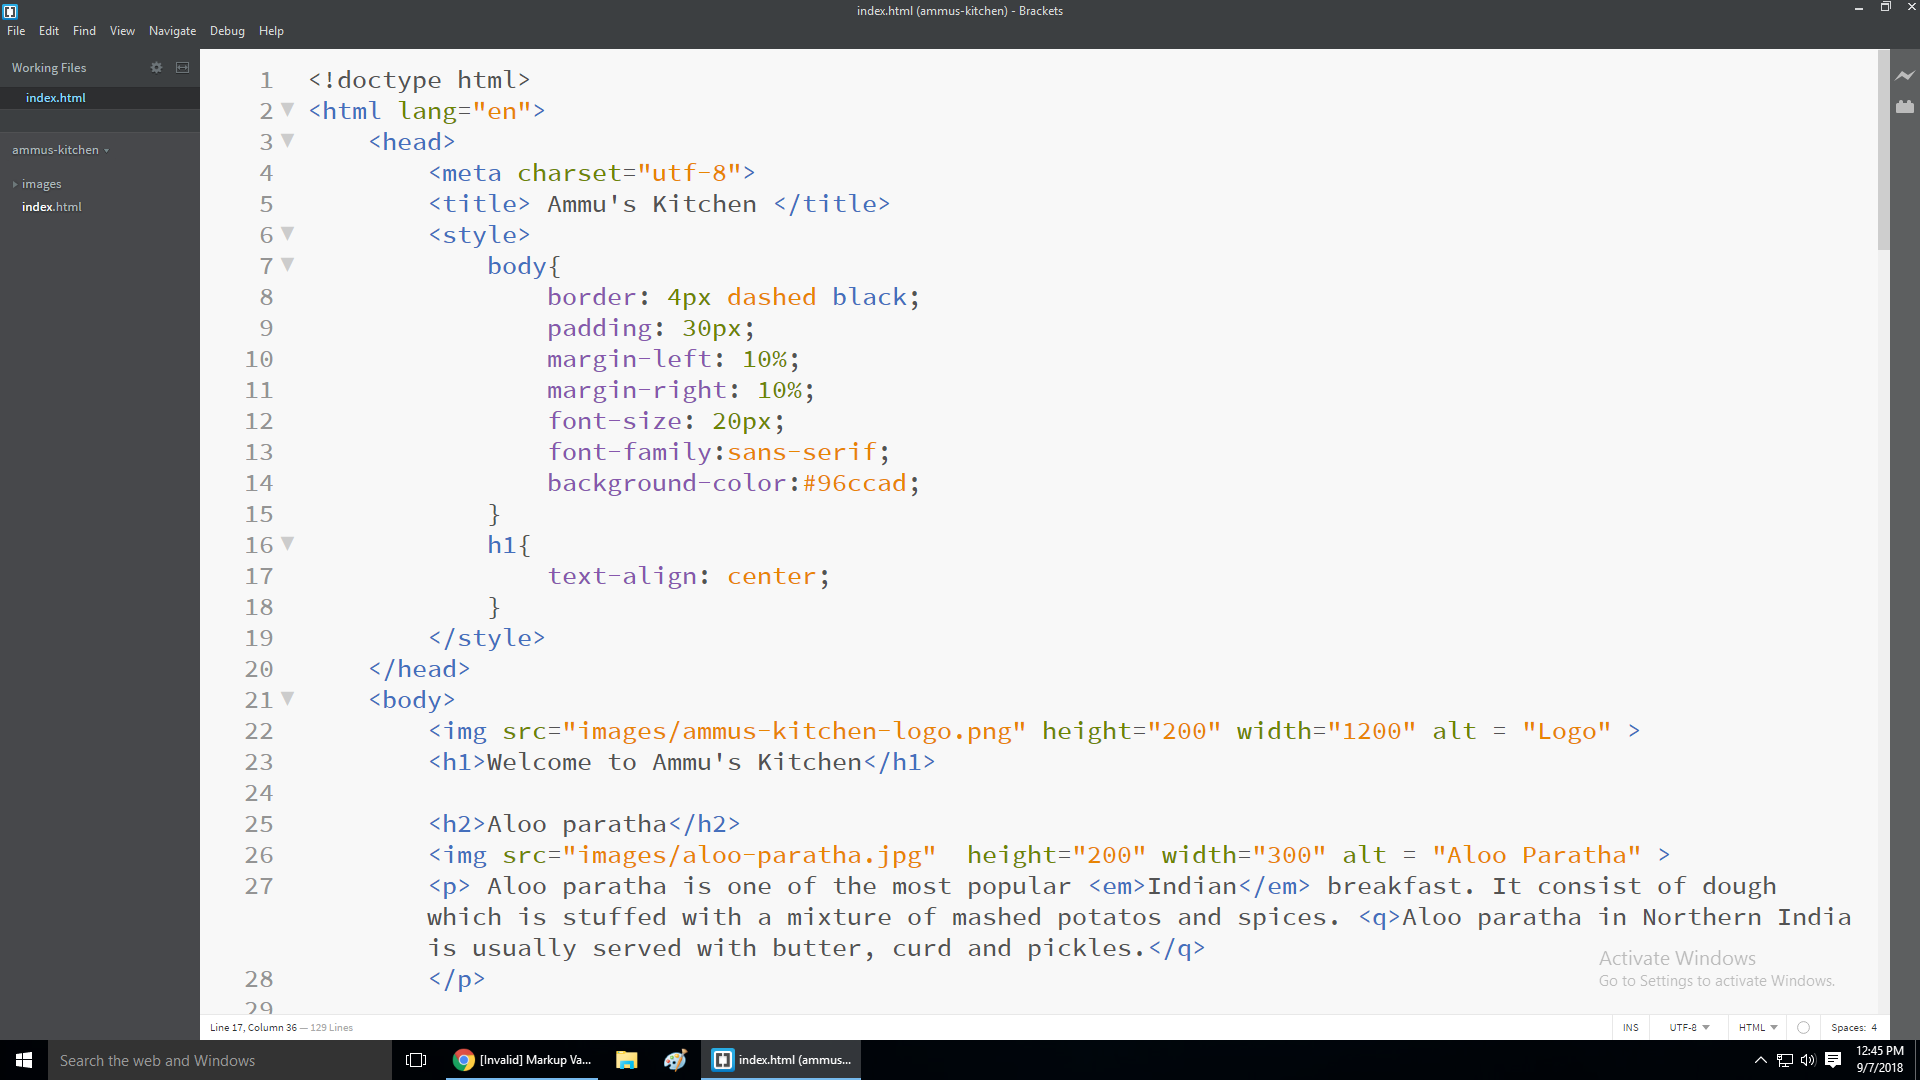 index.html (ammus-kitchen) - Brackets
File Edit Find View Navigate Debug Help
Working Files
index.html
ammus-kitchen
images
index.html
1 <!doctype html>
2 <html lang="en">
3 <head>
4 <meta charset="utf-8">
5 <title> Ammu's Kitchen </title>
6 <style>
7 body{
8 border: 4px dashed black;
9 padding: 30px;
10 margin-left: 10%;
11 margin-right: 10%;
12 font-size: 20px;
13 font-family:sans-serif;
14 background-color:#96ccad;
15 }
16 h1{
17 text-align: center;
18 }
19 </style>
20 </head>
21 <body>
22 <img src="images/ammus-kitchen-logo.png" height="200" width="1200" alt = "Logo" >
23 <h1>Welcome to Ammu's Kitchen</h1>
24
25 <h2>Aloo paratha</h2>
26 <img src="images/aloo-paratha.jpg"  height="200" width="300" alt = "Aloo Paratha" >
27 <p> Aloo paratha is one of the most popular <em>Indian</em> breakfast. It consist of dough
which is stuffed with a mixture of mashed potatos and spices. <q>Aloo paratha in Northern India
is usually served with butter, curd and pickles.</q>
28 </p>
29
Activate Windows
Go to Settings to activate Windows.
Line 17, Column 36 — 129 Lines
INS UTF-8 HTML Spaces: 4
Search the web and Windows
[Invalid] Markup Va...
index.html (ammus...
12:45 PM
9/7/2018